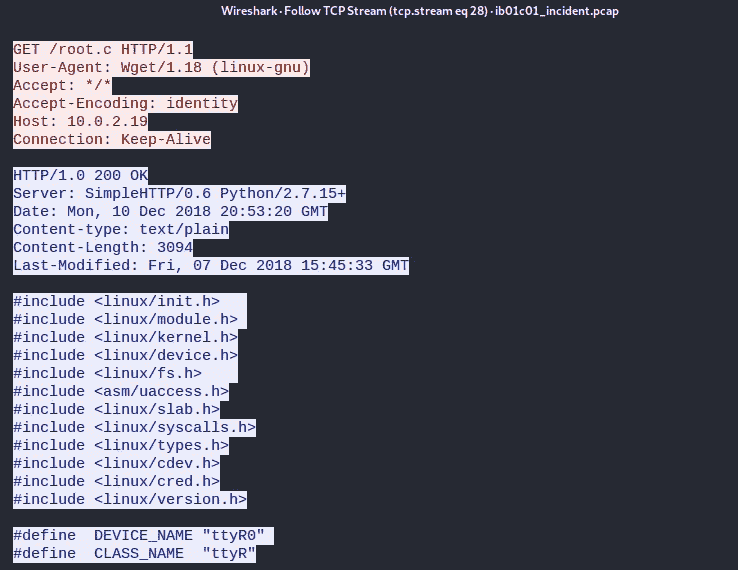 Wireshark · Follow TCP Stream (tcp.stream eq 28) · ib01c01_incident.pcap
GET /root.c HTTP/1.1
User-Agent: Wget/1.18 (linux-gnu)
Accept: */*
Accept-Encoding: identity
Host: 10.0.2.19
Connection: Keep-Alive
HTTP/1.0 200 OK
Server: SimpleHTTP/0.6 Python/2.7.15+
Date: Mon, 10 Dec 2018 20:53:20 GMT
Content-type: text/plain
Content-Length: 3094
Last-Modified: Fri, 07 Dec 2018 15:45:33 GMT
#include <linux/init.h>
#include <linux/module.h>
#include <linux/kernel.h>
#include <linux/device.h>
#include <linux/fs.h>
#include <asm/uaccess.h>
#include <linux/slab.h>
#include <linux/syscalls.h>
#include <linux/types.h>
#include <linux/cdev.h>
#include <linux/cred.h>
#include <linux/version.h>
#define  DEVICE_NAME "ttyR0"
#define  CLASS_NAME  "ttyR"